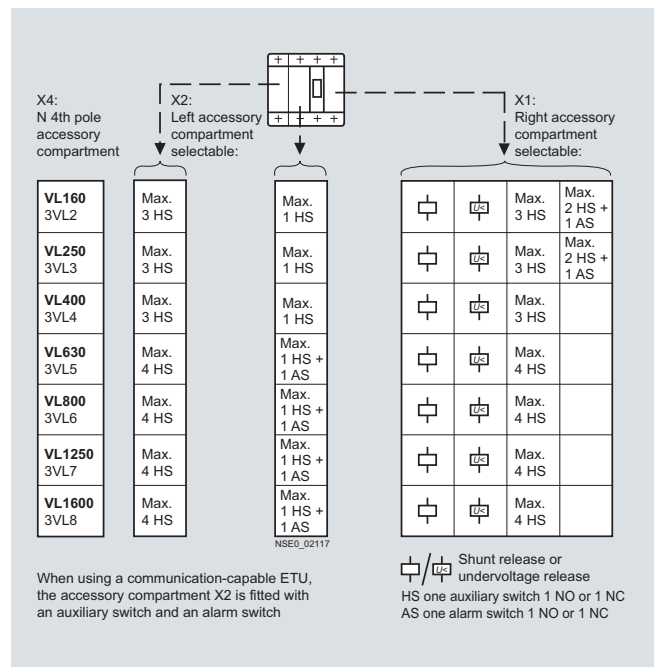 + + + +
+ + + +
X4:
N 4th pole
accessory
compartment
X2:
Left accessory
compartment
selectable:
X1:
Right accessory
compartment
selectable:
VL160
3VL2
Max.
3 HS
Max.
1 HS
U<
Max.
3 HS
Max.
2 HS +
1 AS
VL250
3VL3
Max.
3 HS
Max.
1 HS
U<
Max.
3 HS
Max.
2 HS +
1 AS
VL400
3VL4
Max.
3 HS
Max.
1 HS
U<
Max.
3 HS
VL630
3VL5
Max.
4 HS
Max.
1 HS +
1 AS
U<
Max.
4 HS
VL800
3VL6
Max.
4 HS
Max.
1 HS +
1 AS
U<
Max.
4 HS
VL1250
3VL7
Max.
4 HS
Max.
1 HS +
1 AS
U<
Max.
4 HS
VL1600
3VL8
Max.
4 HS
Max.
1 HS +
1 AS
U<
Max.
4 HS
NSE0_02117
When using a communication-capable ETU,
the accessory compartment X2 is fitted with
an auxiliary switch and an alarm switch
/ U< Shunt release or
undervoltage release
HS one auxiliary switch 1 NO or 1 NC
AS one alarm switch 1 NO or 1 NC